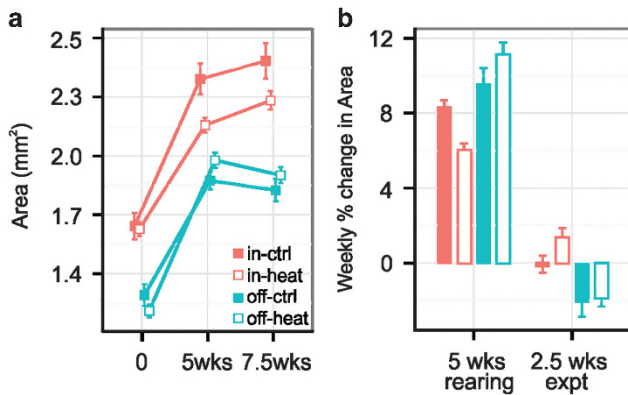 a
Area (mm²)
2.5
2.3
2.0
1.7
1.4
0
5wks
7.5wks
in-ctrl
in-heat
off-ctrl
off-heat
b
Weekly % change in Area
12
8
4
0
5 wks
rearing
2.5 wks
expt